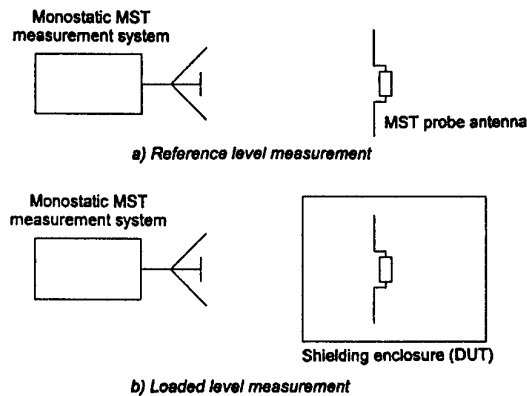 Monostatic MST
measurement system
MST probe antenna
a) Reference level measurement
Monostatic MST
measurement system
Shielding enclosure (DUT)
b) Loaded level measurement